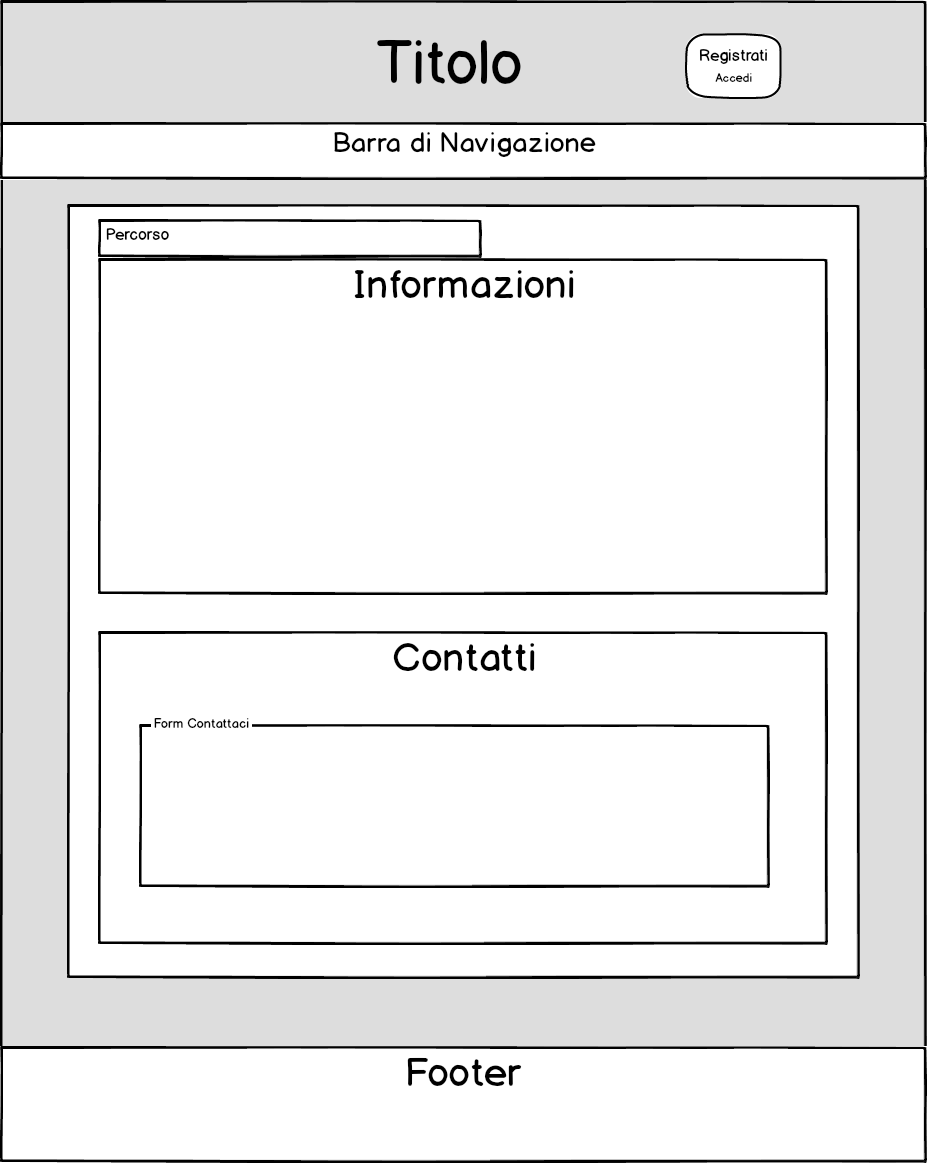 Titolo
Registrati
Accedi
Barra di Navigazione
Percorso
Informazioni
Contatti
Form Contattaci
Footer